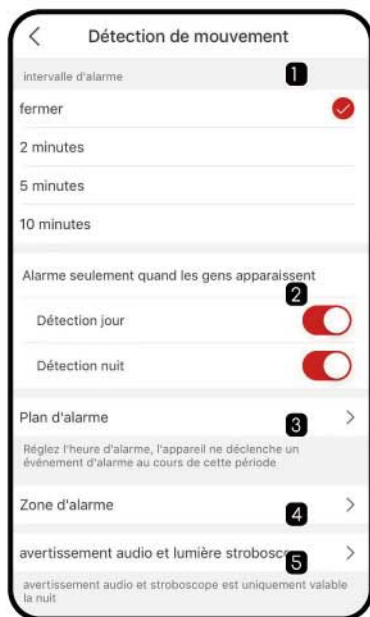 Détection de mouvement
intervalle d'alarme 1
fermer
2 minutes
5 minutes
10 minutes
Alarme seulement quand les gens apparaissent
2
Détection jour
Détection nuit
Plan d'alarme 3
Réglez l'heure d'alarme, l'appareil ne déclenche un
événement d'alarme au cours de cette période
Zone d'alarme 4
avertissement audio et lumière strobosc 5
avertissement audio et stroboscope est uniquement valable
la nuit